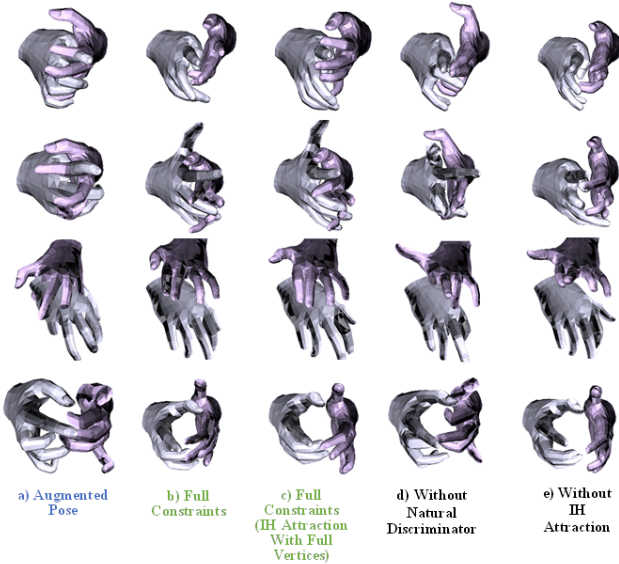 a) Augmented
Pose
b) Full
Constraints
c) Full
Constraints
(IH Attraction
With Full
Vertices)
d) Without
Natural
Discriminator
e) Without
IH
Attraction